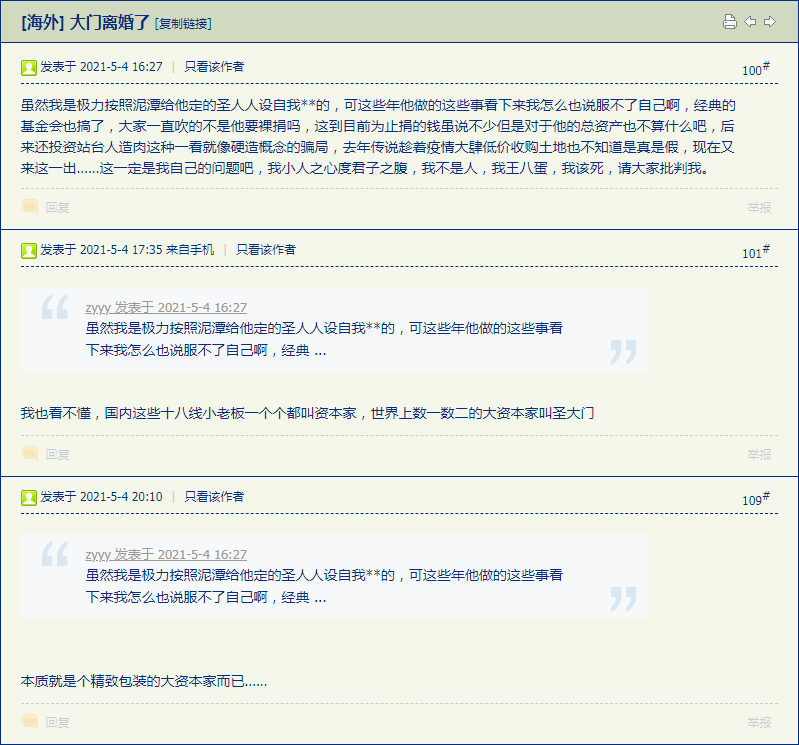 [海外] 大门离婚了 [复制链接]
发表于 2021-5-4 16:27 | 只看该作者
100#
虽然我是极力按照泥潭给他定的圣人人设自我**的，可这些年他做的这些事看下来我怎么也说服不了自己啊，经典的
基金会也搞了，大家一直吹的不是他要裸捐吗，这到目前为止捐的钱虽说不少但是对于他的总资产也不算什么吧，后
来还投资站台人造肉这种一看就像硬造概念的骗局，去年传说趁着疫情大肆低价收购土地也不知道是真是假，现在又
来这一出......这一定是我自己的问题吧，我小人之心度君子之腹，我不是人，我王八蛋，我该死，请大家批判我。
回复
举报
发表于 2021-5-4 17:35 来自手机 | 只看该作者
101#
zyyy 发表于 2021-5-4 16:27
虽然我是极力按照泥潭给他定的圣人人设自我**的，可这些年他做的这些事看
下来我怎么也说服不了自己啊，经典 ...
我也看不懂，国内这些十八线小老板一个个都叫资本家，世界上数一数二的大资本家叫圣大门
回复
举报
发表于 2021-5-4 20:10 | 只看该作者
109#
zyyy 发表于 2021-5-4 16:27
虽然我是极力按照泥潭给他定的圣人人设自我**的，可这些年他做的这些事看
下来我怎么也说服不了自己啊，经典 ...
本质就是个精致包装的大资本家而已......
回复
举报